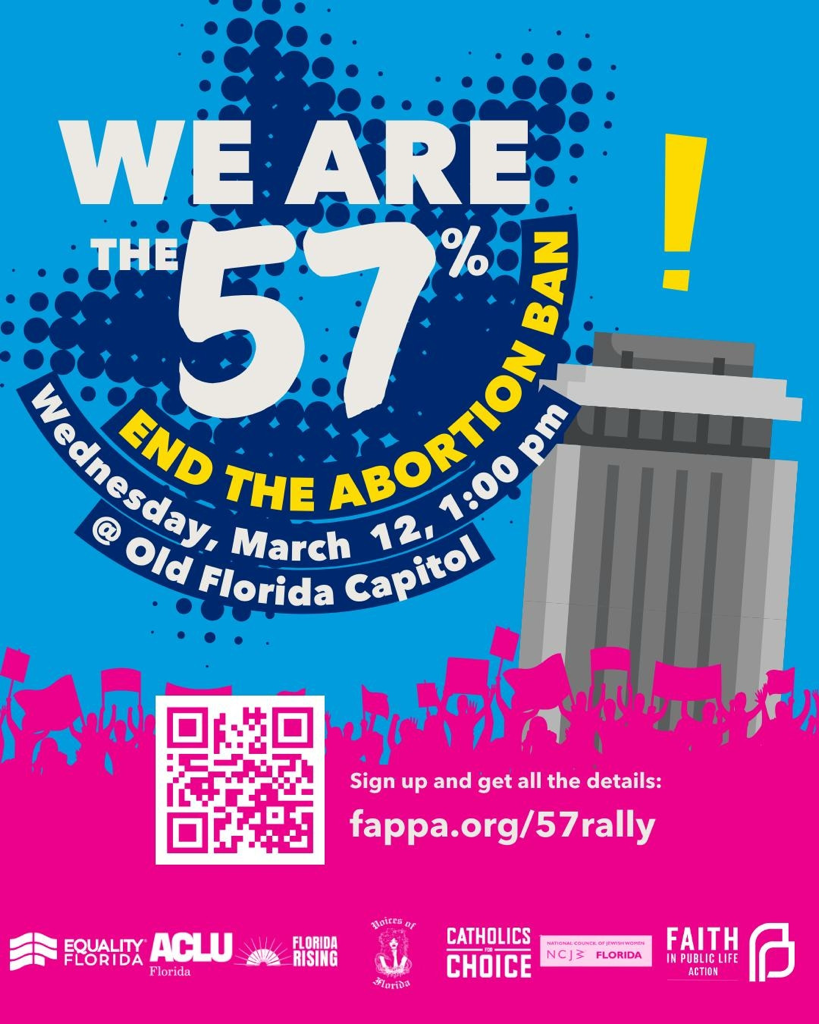 WE ARE
THE 57%
END THE ABORTION BAN
Wednesday, March 12, 1:00 pm
@ Old Florida Capitol
!
Sign up and get all the details:
fappa.org/57rally
EQUALITY
FLORIDA
ACLU
Florida
FLORIDA
RISING
Voices of
Florida
CATHOLICS
FOR
CHOICE
NATIONAL COUNCIL OF JEWISH WOMEN
NCJW FLORIDA
FAITH
IN PUBLIC LIFE
ACTION